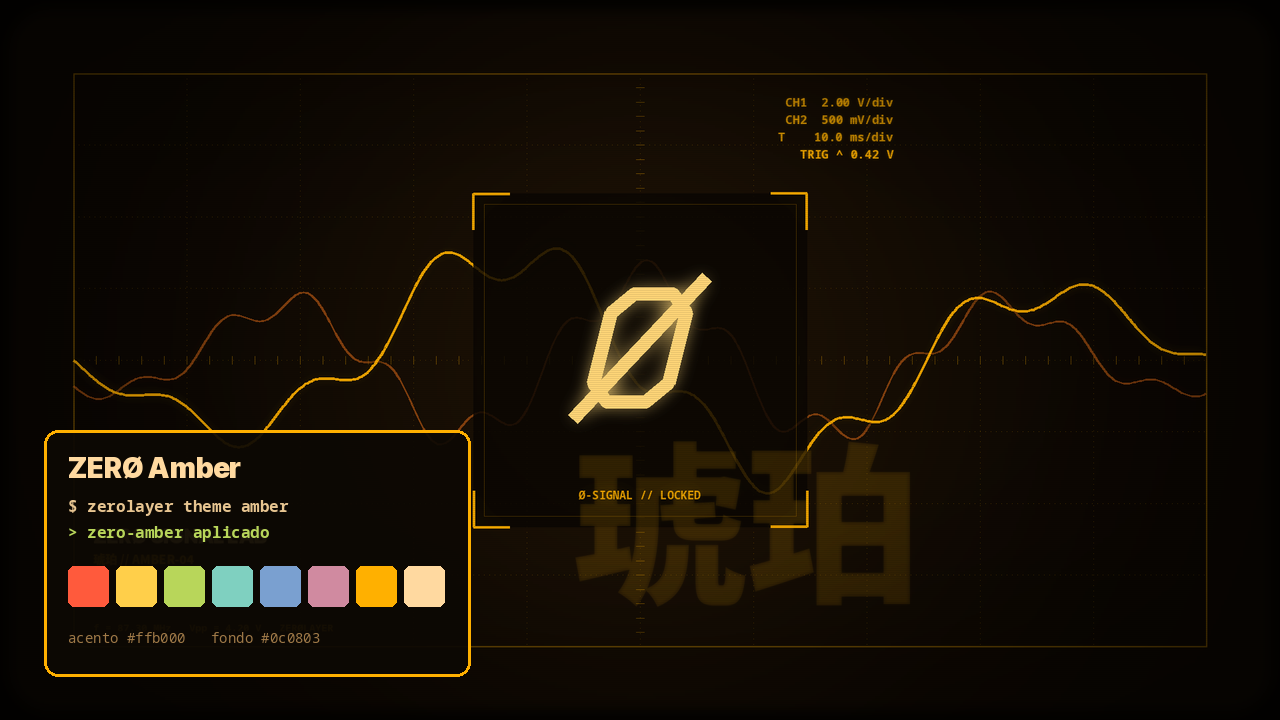 CH1  2.00 V/div
CH2  500 mV/div
T    10.0 ms/div
TRIG ^ 0.42 V
Ø
Ø-SIGNAL // LOCKED
琥珀
ZERØ Amber
$ zerolayer theme amber
> zero-amber aplicado
acento #ffb000   fondo #0c0803